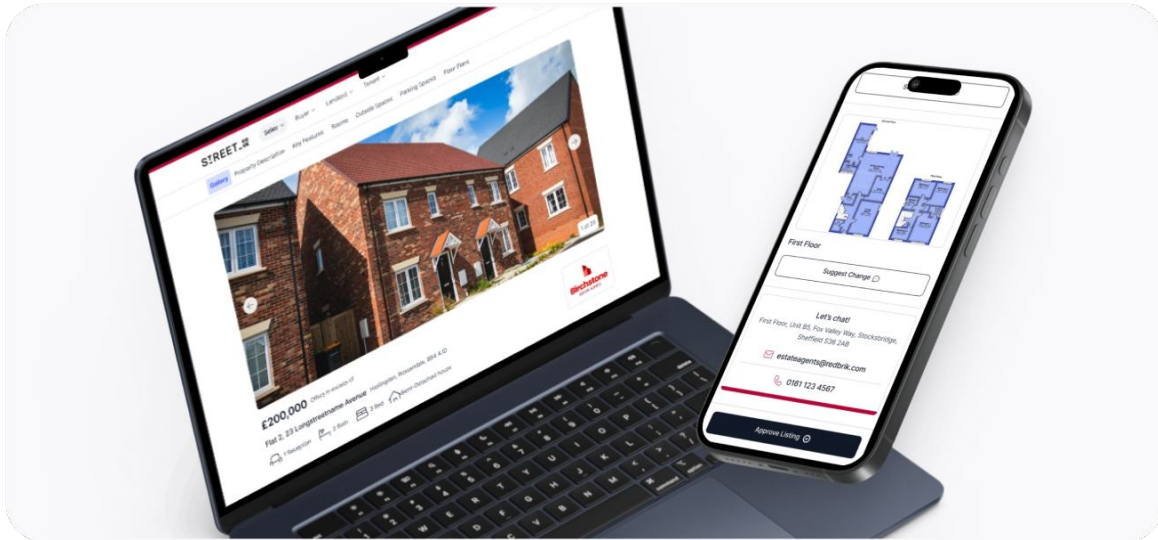 STREET.
Seller
Buyer
Landlord
Tenant
Gallery
Property Description
Key Features
Rooms
Outside Spaces
Parking Spaces
Floor Plans
1 of 25
Birchstone
£200,000 Offers in excess of
Flat 2, 23 Longstreetname Avenue Haslingden, Rossendale, BB4 4JD
1 Reception
2 Bath
3 Bed
Semi-Detached house
First Floor
Suggest Change
Let's chat!
First Floor, Unit B5, Fox Valley Way, Stocksbridge,
Sheffield S36 2AB
estateagents@redbrik.com
0161 123 4567
Approve Listing